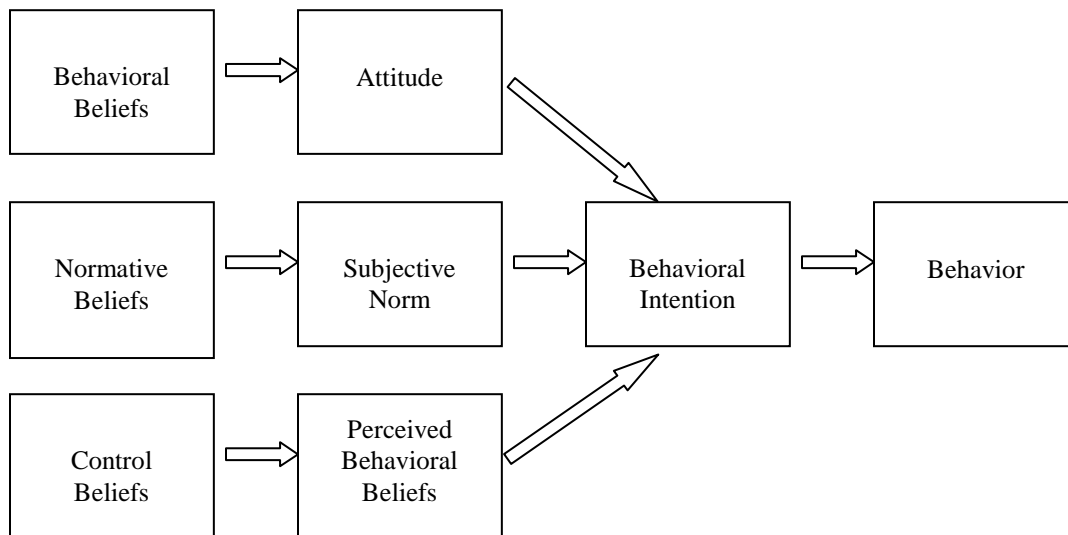 Behavioral
Beliefs
Attitude
Normative
Beliefs
Subjective
Norm
Behavioral
Intention
Behavior
Control
Beliefs
Perceived
Behavioral
Beliefs